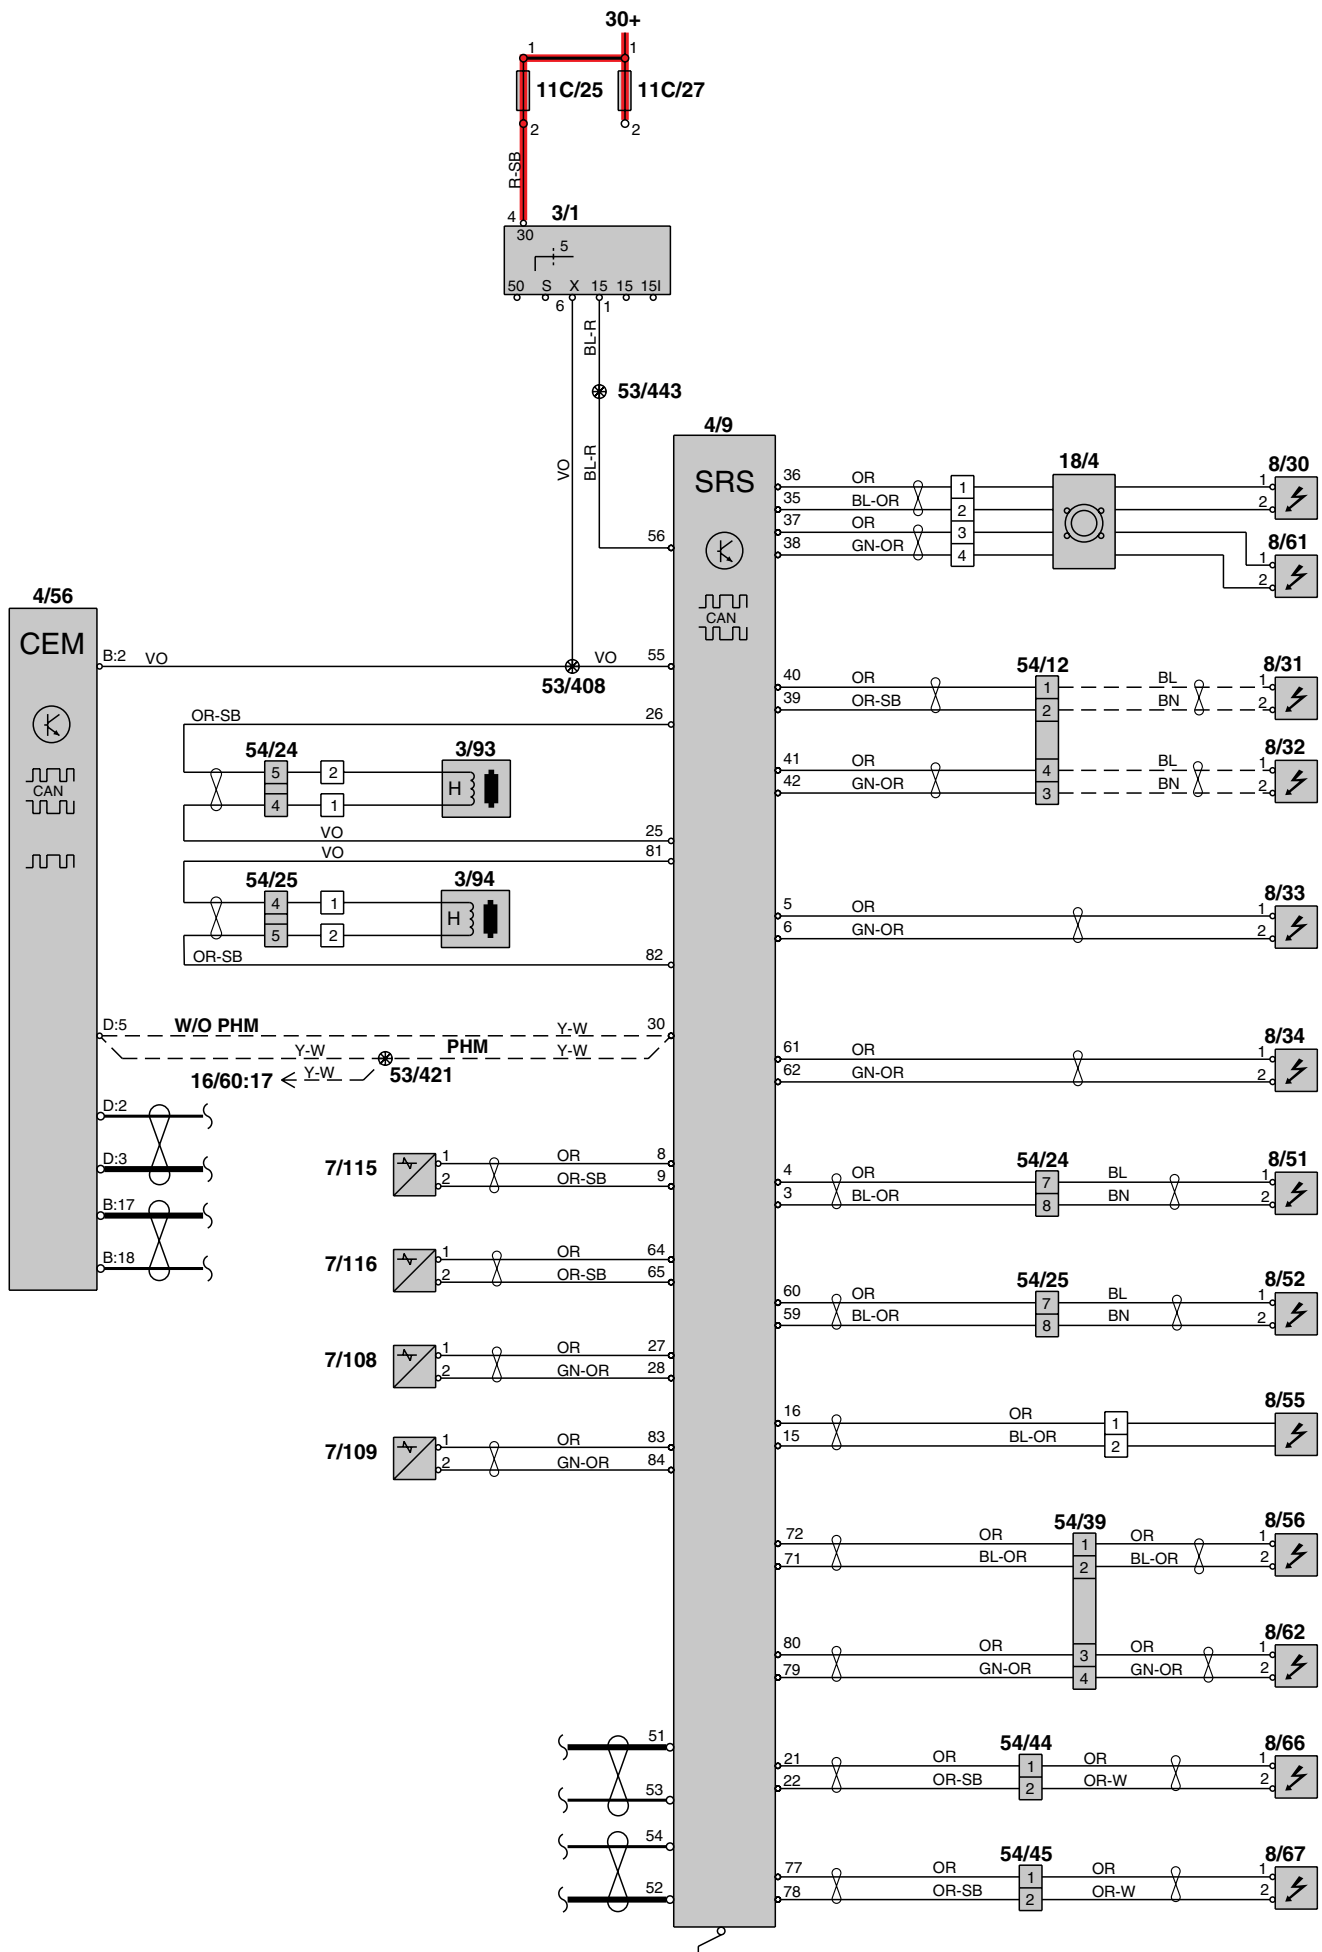 30+
1 1
11C/25 11C/27
2 2
R-SB
4 3/1
30
5
50 S X 15 15 15I
6 1
BL-R
53/443
VO BL-R
4/9
SRS
CAN
56
36 OR 1 18/4 1 8/30
35 BL-OR 2 2
37 OR 3 8/61
38 GN-OR 4 1
2
4/56
CEM
CAN
B:2 VO VO 55
53/408
OR-SB 26
54/24 3/93
5 2 H
4 1
VO 25
VO 81
54/25 3/94
4 1 H
5 2
OR-SB 82
D:5 W/O PHM Y-W 30
Y-W PHM Y-W
16/60:17 Y-W 53/421
D:2
D:3
B:17
B:18
7/115 1 OR 8
2 OR-SB 9
7/116 1 OR 64
2 OR-SB 65
7/108 1 OR 27
2 GN-OR 28
7/109 1 OR 83
2 GN-OR 84
51
53
54
52
54/12 8/31
40 OR 1 BL 1
39 OR-SB 2 BN 2
8/32
41 OR 4 BL 1
42 GN-OR 3 BN 2
8/33
5 OR 1
6 GN-OR 2
8/34
61 OR 1
62 GN-OR 2
54/24 8/51
4 OR 7 BL 1
3 BL-OR 8 BN 2
54/25 8/52
60 OR 7 BL 1
59 BL-OR 8 BN 2
8/55
16 OR 1
15 BL-OR 2
54/39 8/56
72 OR 1 OR 1
71 BL-OR 2 BL-OR 2
8/62
80 OR 3 OR 1
79 GN-OR 4 GN-OR 2
54/44 8/66
21 OR 1 OR 1
22 OR-SB 2 OR-W 2
54/45 8/67
77 OR 1 OR 1
78 OR-SB 2 OR-W 2